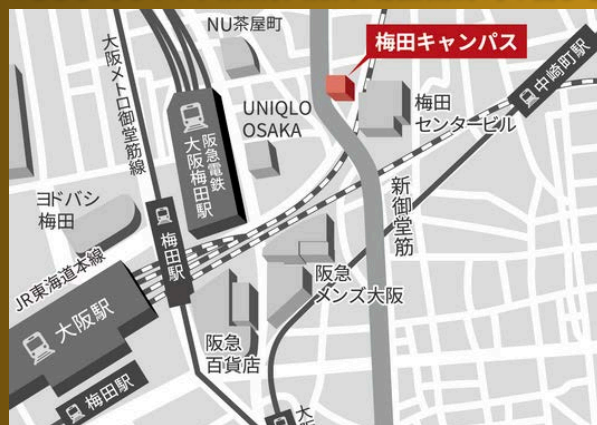 NU茶屋町
梅田キャンパス
中崎町駅
大阪メトロ御堂筋線
阪急電鉄
大阪梅田駅
UNIQLO
OSAKA
梅田
センタービル
ヨドバシ
梅田
梅田駅
新御堂筋
JR東海道本線
大阪駅
阪急
メンズ大阪
阪急
百貨店
梅田駅
大